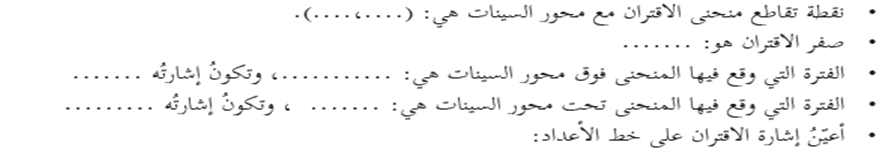 • نقطة تقاطع منحنى الاقتران مع محور السينات هي: (....،....).
• صفر الاقتران هو: .......
• الفترة التي وقع فيها المنحنى فوق محور السينات هي: ............، وتكونُ إشارتُه .......
• الفترة التي وقع فيها المنحنى تحت محور السينات هي: ....... ، وتكونُ إشارتُه .........
• أعيّنُ إشارة الاقتران على خط الأعداد: